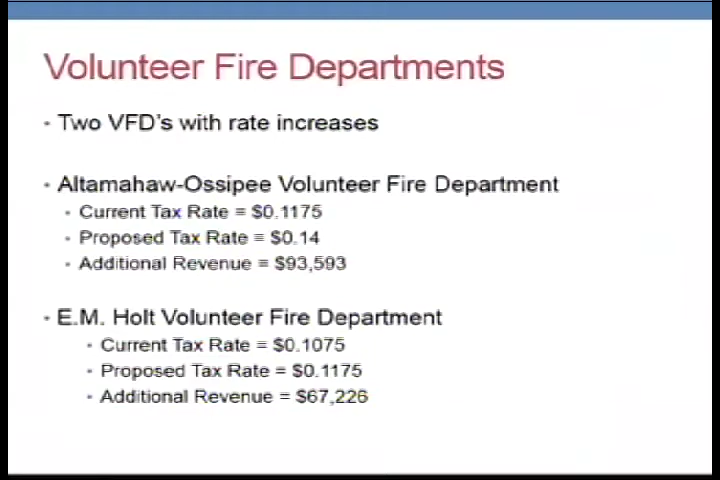 Volunteer Fire Departments
• Two VFD's with rate increases
• Altamahaw-Ossipee Volunteer Fire Department
• Current Tax Rate = $0.1175
• Proposed Tax Rate = $0.14
• Additional Revenue = $93,593
• E.M. Holt Volunteer Fire Department
• Current Tax Rate = $0.1075
• Proposed Tax Rate = $0.1175
• Additional Revenue = $67,226